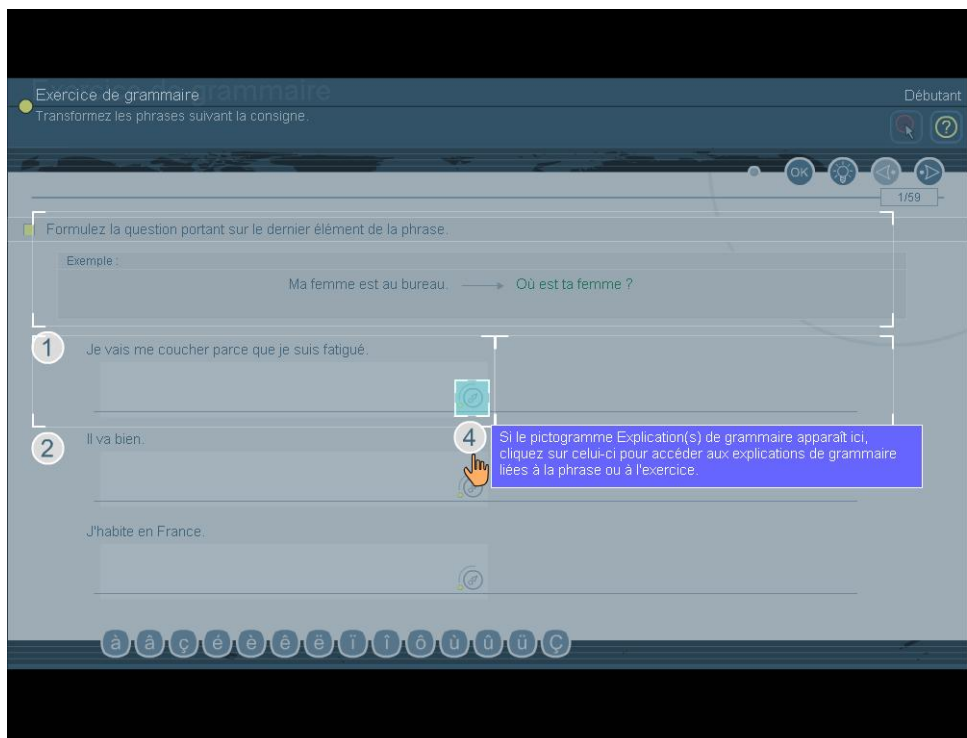 Exercice de grammaire
Exercice de grammaire
Débutant
Transformez les phrases suivant la consigne.
?
OK
1/59
Formulez la question portant sur le dernier élément de la phrase.
Exemple :
Ma femme est au bureau. Où est ta femme ?
1
Je vais me coucher parce que je suis fatigué.
2
Il va bien.
4
Si le pictogramme Explication(s) de grammaire apparaît ici,
cliquez sur celui-ci pour accéder aux explications de grammaire
liées à la phrase ou à l'exercice.
J'habite en France.
à â ç é è ê ë ï î ô ù û ü Ç